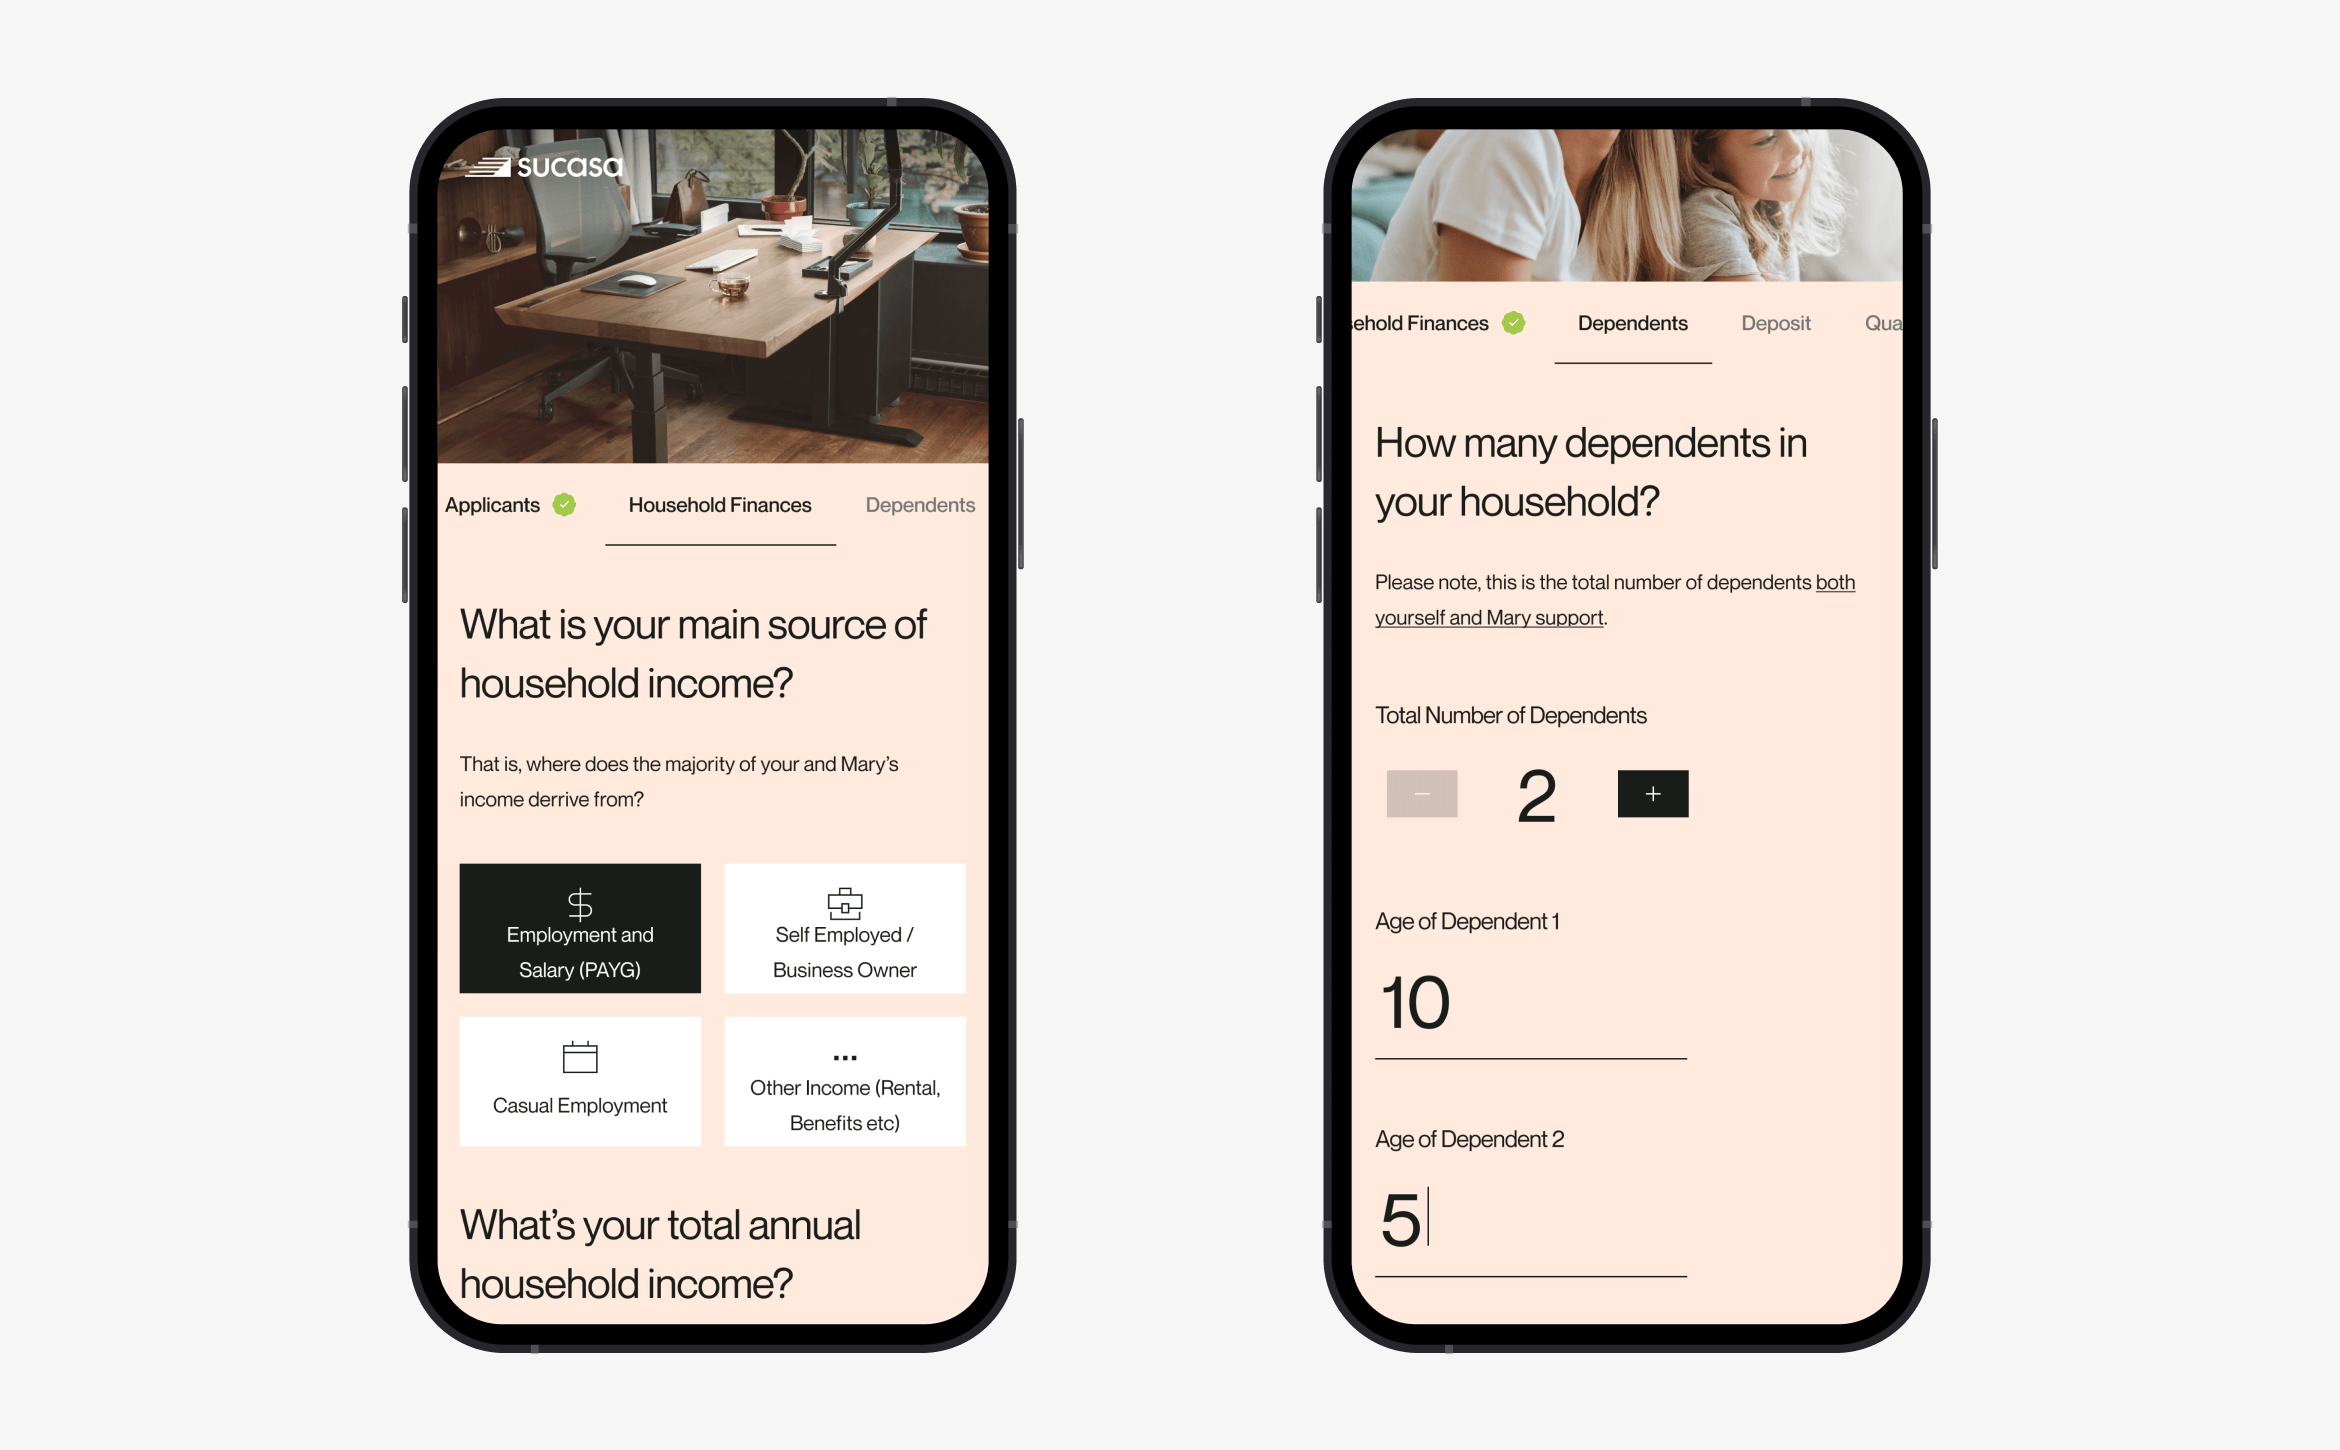 sucasa
Applicants
Household Finances
Dependents
What is your main source of
household income?
That is, where does the majority of your and Mary's
income derrive from?
$
Employment and
Salary (PAYG)
Self Employed /
Business Owner
Casual Employment
Other Income (Rental,
Benefits etc)
What's your total annual
household income?
sehold Finances
Dependents
Deposit
Qua
How many dependents in
your household?
Please note, this is the total number of dependents both
yourself and Mary support.
Total Number of Dependents
− 2 +
Age of Dependent 1
10
Age of Dependent 2
5